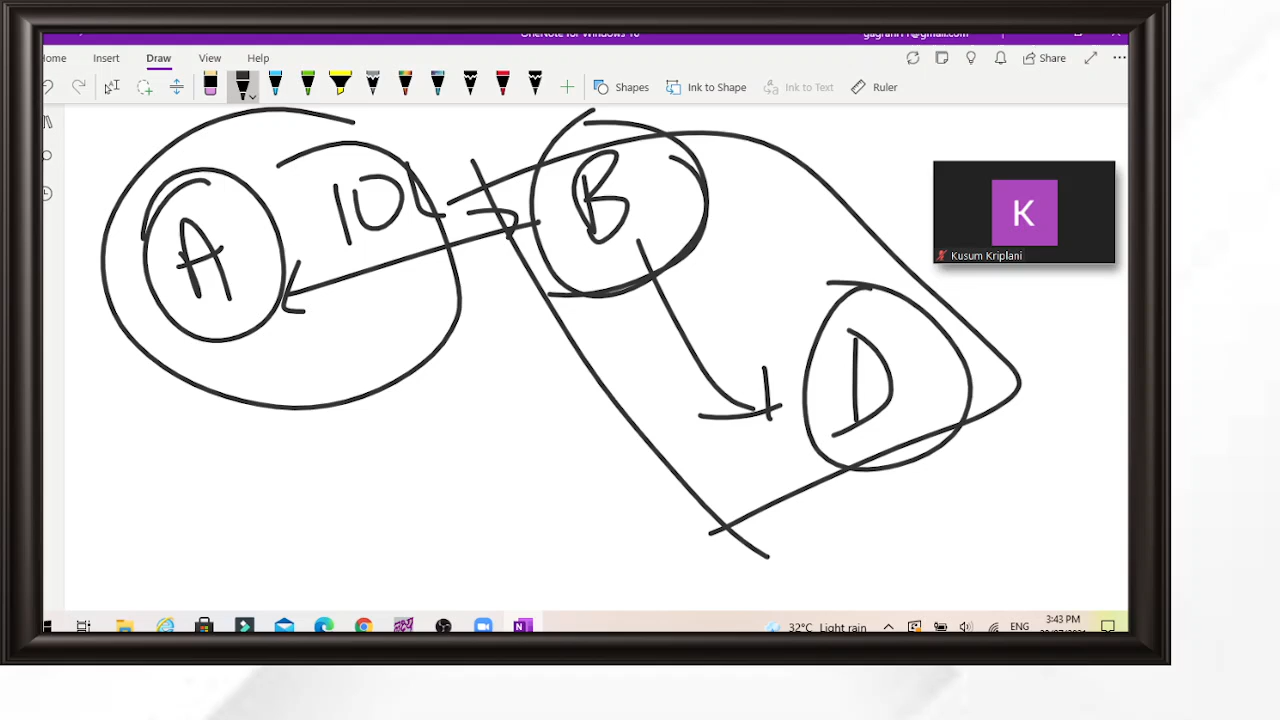 OneNote for Windows 10
Home Insert Draw View Help
Share
Shapes Ink to Shape Ink to Text Ruler
A 10L B
K
Kusum Kriplani
D
32°C Light rain
ENG
3:43 PM